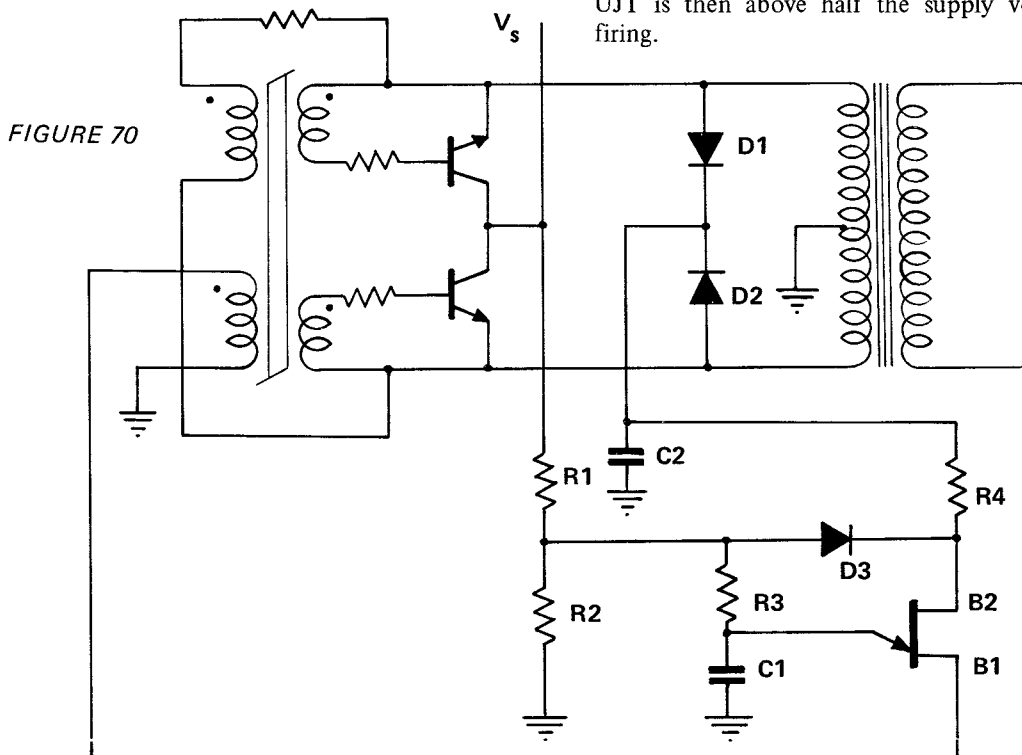 UJT is then above half the supply
firing.
V_s
FIGURE 70
D1
D2
C2
R1
R4
D3
R2
R3
B2
C1
B1